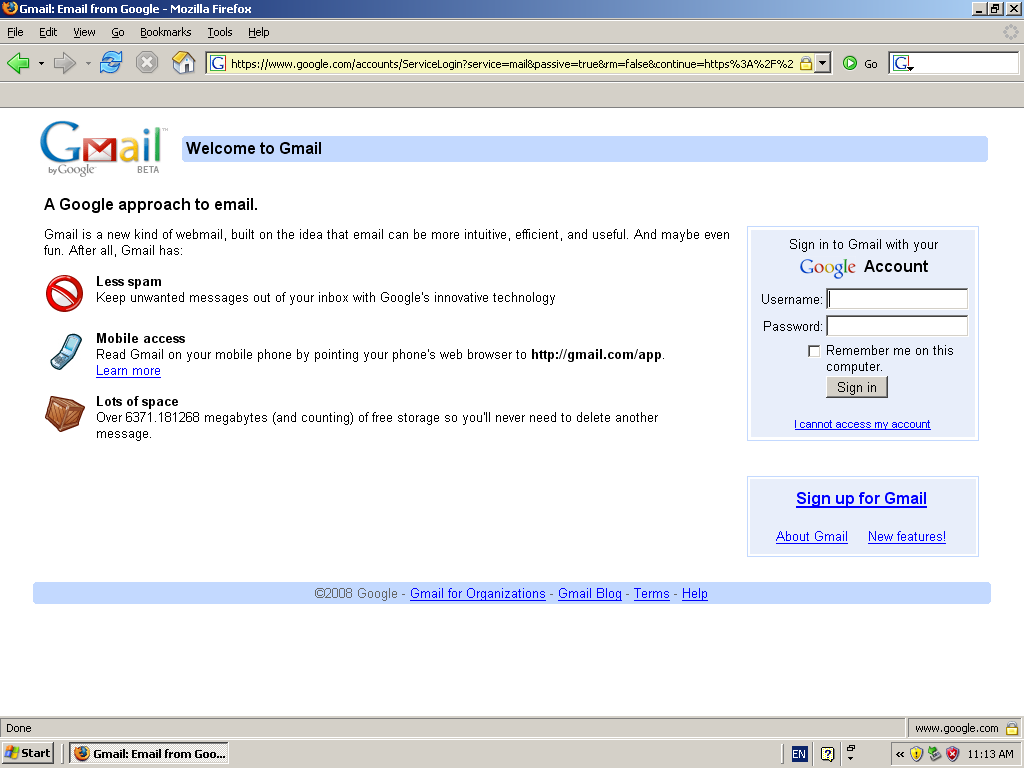 Gmail: Email from Google - Mozilla Firefox
File Edit View Go Bookmarks Tools Help
G https://www.google.com/accounts/ServiceLogin?service=mail&passive=true&rm=false&continue=https%3A%2F%2 Go G
Gmail TM
by Google BETA
Welcome to Gmail
A Google approach to email.
Gmail is a new kind of webmail, built on the idea that email can be more intuitive, efficient, and useful. And maybe even
fun. After all, Gmail has:
Less spam
Keep unwanted messages out of your inbox with Google's innovative technology
Mobile access
Read Gmail on your mobile phone by pointing your phone's web browser to http://gmail.com/app.
Learn more
Lots of space
Over 6371.181268 megabytes (and counting) of free storage so you'll never need to delete another
message.
Sign in to Gmail with your
Google Account
Username:
Password:
Remember me on this
computer.
Sign in
I cannot access my account
Sign up for Gmail
About Gmail New features!
©2008 Google - Gmail for Organizations - Gmail Blog - Terms - Help
Done www.google.com
Start Gmail: Email from Goo... EN ? « 11:13 AM